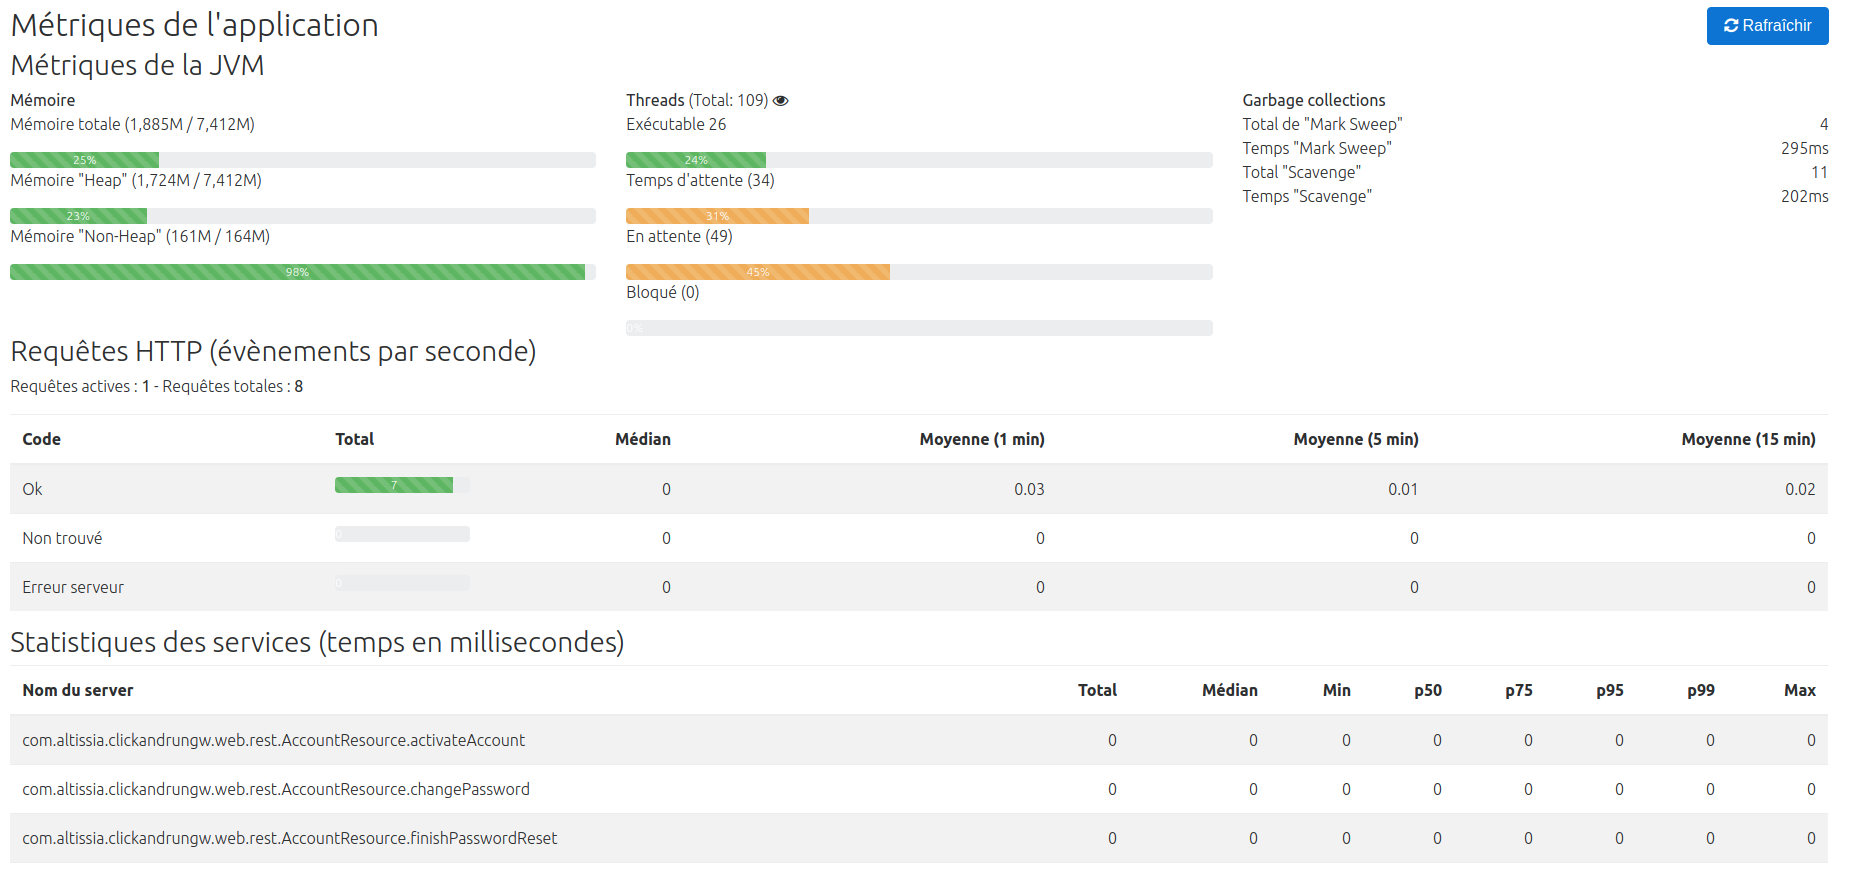 Métriques de l'application
Rafraîchir
Métriques de la JVM
Mémoire
Mémoire totale (1,885M / 7,412M)
25%
Mémoire "Heap" (1,724M / 7,412M)
23%
Mémoire "Non-Heap" (161M / 164M)
98%
Threads (Total: 109)
Exécutable 26
24%
Temps d'attente (34)
31%
En attente (49)
45%
Bloqué (0)
0%
Garbage collections
Total de "Mark Sweep" 4
Temps "Mark Sweep" 295ms
Total "Scavenge" 11
Temps "Scavenge" 202ms
Requêtes HTTP (évènements par seconde)
Requêtes actives : 1 - Requêtes totales : 8
Code Total Médian Moyenne (1 min) Moyenne (5 min) Moyenne (15 min)
Ok 7 0 0.03 0.01 0.02
Non trouvé 0 0 0 0 0
Erreur serveur 0 0 0 0 0
Statistiques des services (temps en millisecondes)
Nom du server Total Médian Min p50 p75 p95 p99 Max
com.altissia.clickandrungw.web.rest.AccountResource.activateAccount 0 0 0 0 0 0 0 0
com.altissia.clickandrungw.web.rest.AccountResource.changePassword 0 0 0 0 0 0 0 0
com.altissia.clickandrungw.web.rest.AccountResource.finishPasswordReset 0 0 0 0 0 0 0 0